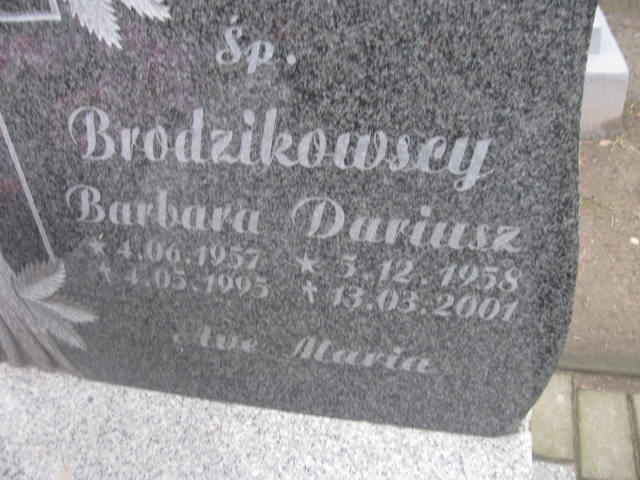 Śp.
Brodzikowscy
Barbara Dariusz
★ 4.06.1957 ★ 5.12.1958
✝ 4.05.1995 ✝ 13.03.2001
Ave Maria